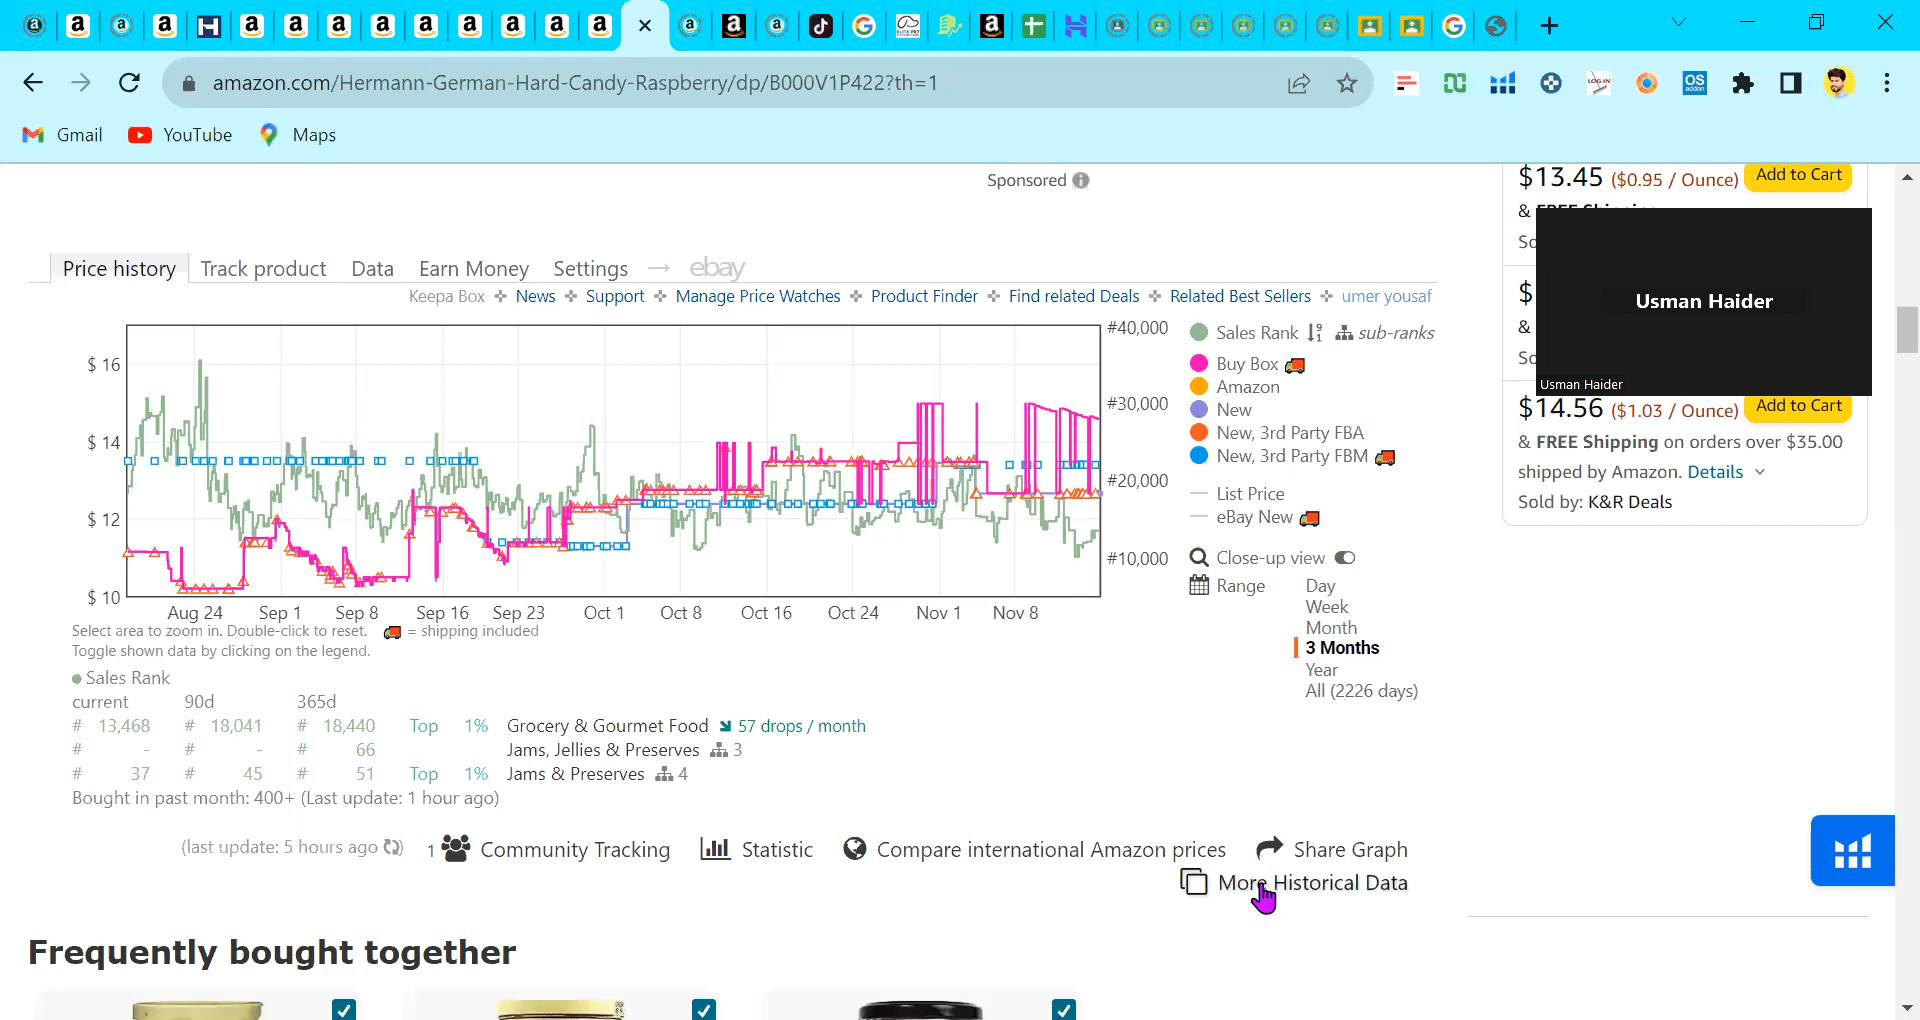 amazon.com/Hermann-German-Hard-Candy-Raspberry/dp/B000V1P422?th=1
LOG IN
OS addon
Gmail YouTube Maps
Sponsored
$13.45 ($0.95 / Ounce) Add to Cart
& FREE Shipping
So
$
&
So
Usman Haider
Usman Haider
$14.56 ($1.03 / Ounce) Add to Cart
& FREE Shipping on orders over $35.00
shipped by Amazon. Details
Sold by: K&R Deals
Price history Track product Data Earn Money Settings → ebay
Keepa Box News Support Manage Price Watches Product Finder Find related Deals Related Best Sellers umer yousaf
$ 16
$ 14
$ 12
$ 10
#40,000
#30,000
#20,000
#10,000
Aug 24 Sep 1 Sep 8 Sep 16 Sep 23 Oct 1 Oct 8 Oct 16 Oct 24 Nov 1 Nov 8
Sales Rank sub-ranks
Buy Box
Amazon
New
New, 3rd Party FBA
New, 3rd Party FBM
List Price
eBay New
Close-up view
Range Day
Week
Month
3 Months
Year
All (2226 days)
Select area to zoom in. Double-click to reset. = shipping included
Toggle shown data by clicking on the legend.
Sales Rank
current 90d 365d
# 13,468 # 18,041 # 18,440 Top 1% Grocery & Gourmet Food 57 drops / month
# - # - # 66 Jams, Jellies & Preserves 3
# 37 # 45 # 51 Top 1% Jams & Preserves 4
Bought in past month: 400+ (Last update: 1 hour ago)
(last update: 5 hours ago) 1 Community Tracking Statistic Compare international Amazon prices Share Graph
More Historical Data
Frequently bought together